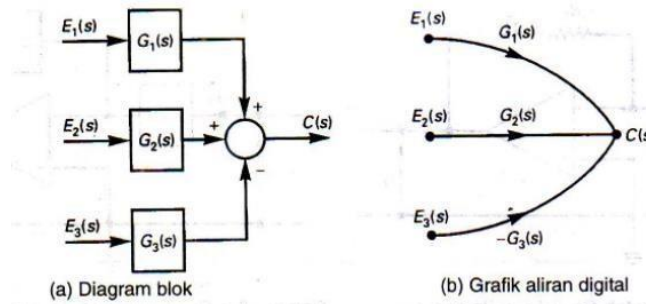 E₁(s)
G₁(s)
+
E₂(s)
G₂(s)
+
C(s)
−
E₃(s)
G₃(s)
(a) Diagram blok
E₁(s)
G₁(s)
E₂(s)
G₂(s)
C(s
E₃(s)
−G₃(s)
(b) Grafik aliran digital